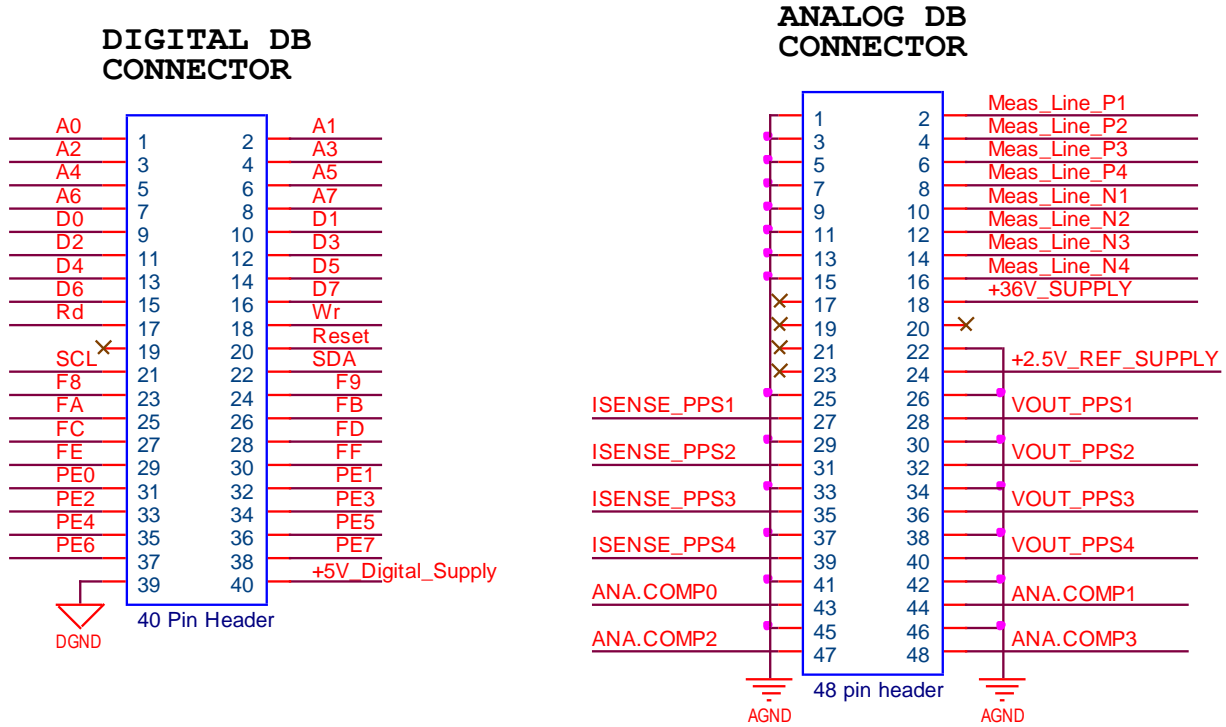 DIGITAL DB
CONNECTOR
A0 1 2 A1
A2 3 4 A3
A4 5 6 A5
A6 7 8 A7
D0 9 10 D1
D2 11 12 D3
D4 13 14 D5
D6 15 16 D7
Rd 17 18 Wr
19 20 Reset
SCL 21 22 SDA
F8 23 24 F9
FA 25 26 FB
FC 27 28 FD
FE 29 30 FF
PE0 31 32 PE1
PE2 33 34 PE3
PE4 35 36 PE5
PE6 37 38 PE7
39 40 +5V_Digital_Supply
DGND
40 Pin Header
ANALOG DB
CONNECTOR
1 2 Meas_Line_P1
3 4 Meas_Line_P2
5 6 Meas_Line_P3
7 8 Meas_Line_P4
9 10 Meas_Line_N1
11 12 Meas_Line_N2
13 14 Meas_Line_N3
15 16 Meas_Line_N4
17 18 +36V_SUPPLY
19 20
21 22
23 24 +2.5V_REF_SUPPLY
25 26
ISENSE_PPS1 27 28 VOUT_PPS1
29 30
ISENSE_PPS2 31 32 VOUT_PPS2
33 34
ISENSE_PPS3 35 36 VOUT_PPS3
37 38
ISENSE_PPS4 39 40 VOUT_PPS4
41 42
ANA.COMP0 43 44 ANA.COMP1
45 46
ANA.COMP2 47 48 ANA.COMP3
48 pin header
AGND AGND